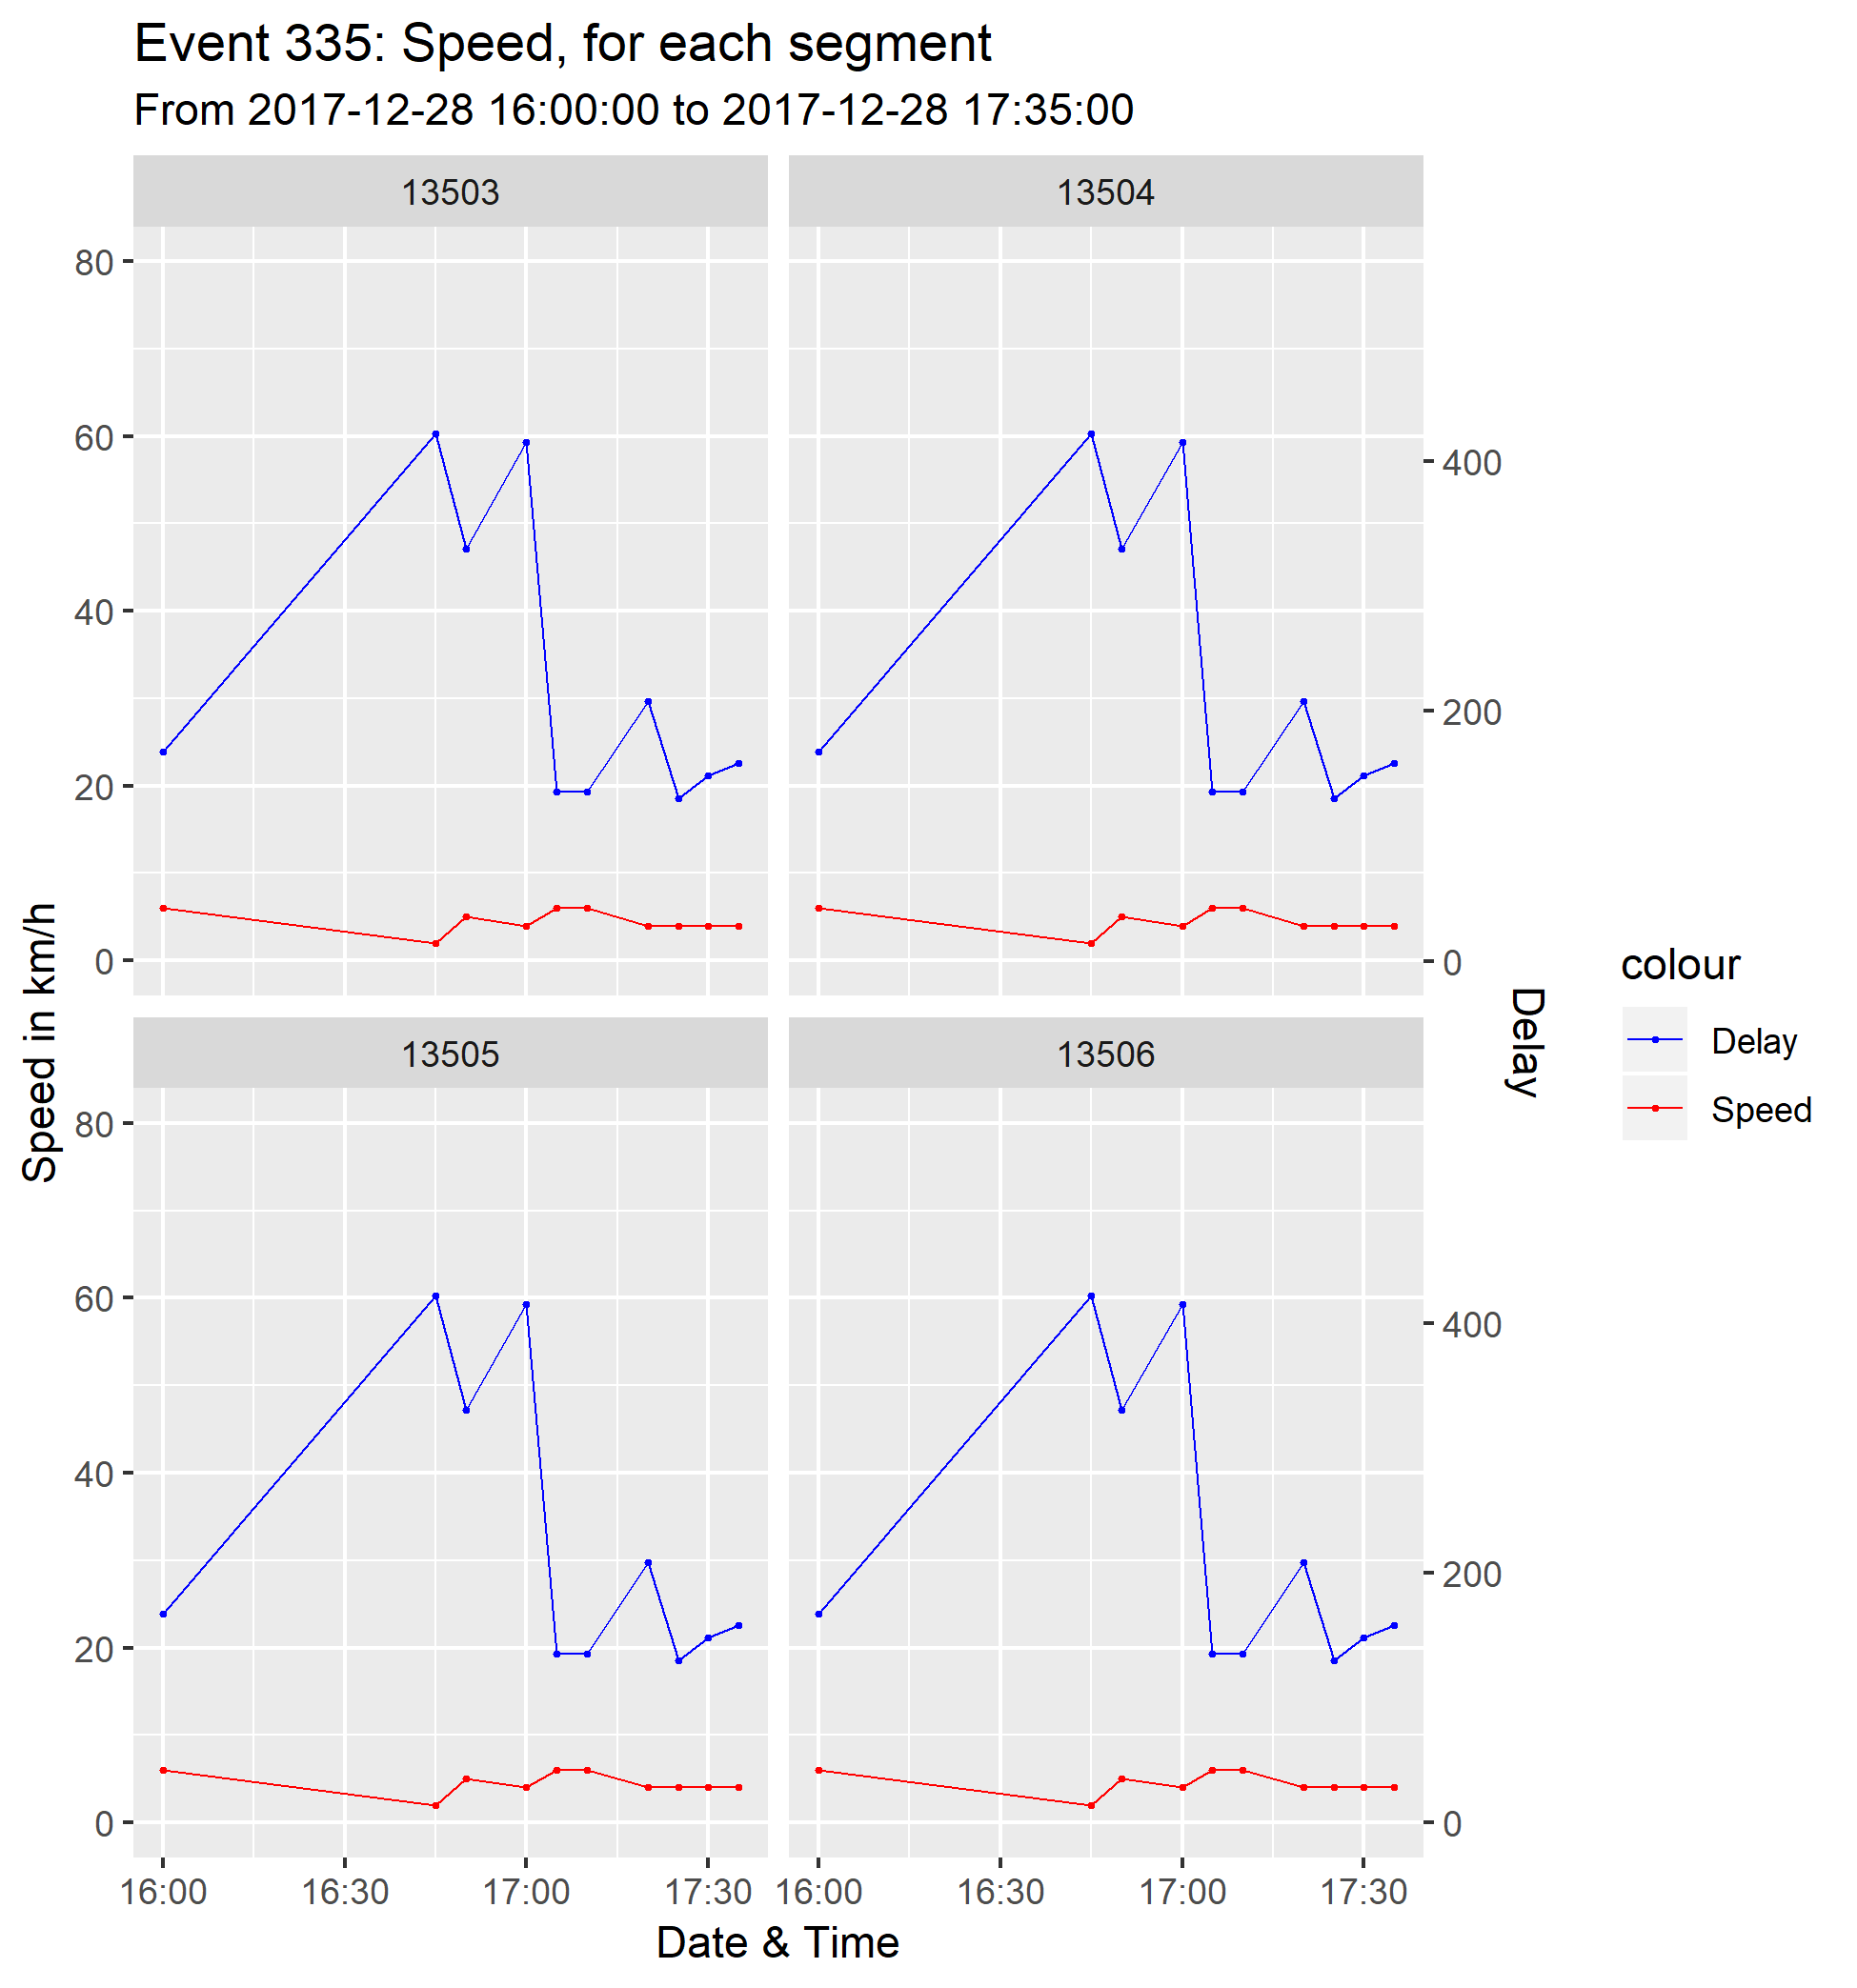 Event 335: Speed, for each segment
From 2017-12-28 16:00:00 to 2017-12-28 17:35:00
13503
13504
80
60
40
20
0
400
200
0
Speed in km/h
Delay
colour
Delay
Speed
13505
13506
80
60
40
20
0
400
200
0
16:00 16:30 17:00 17:30 16:00 16:30 17:00 17:30
Date & Time